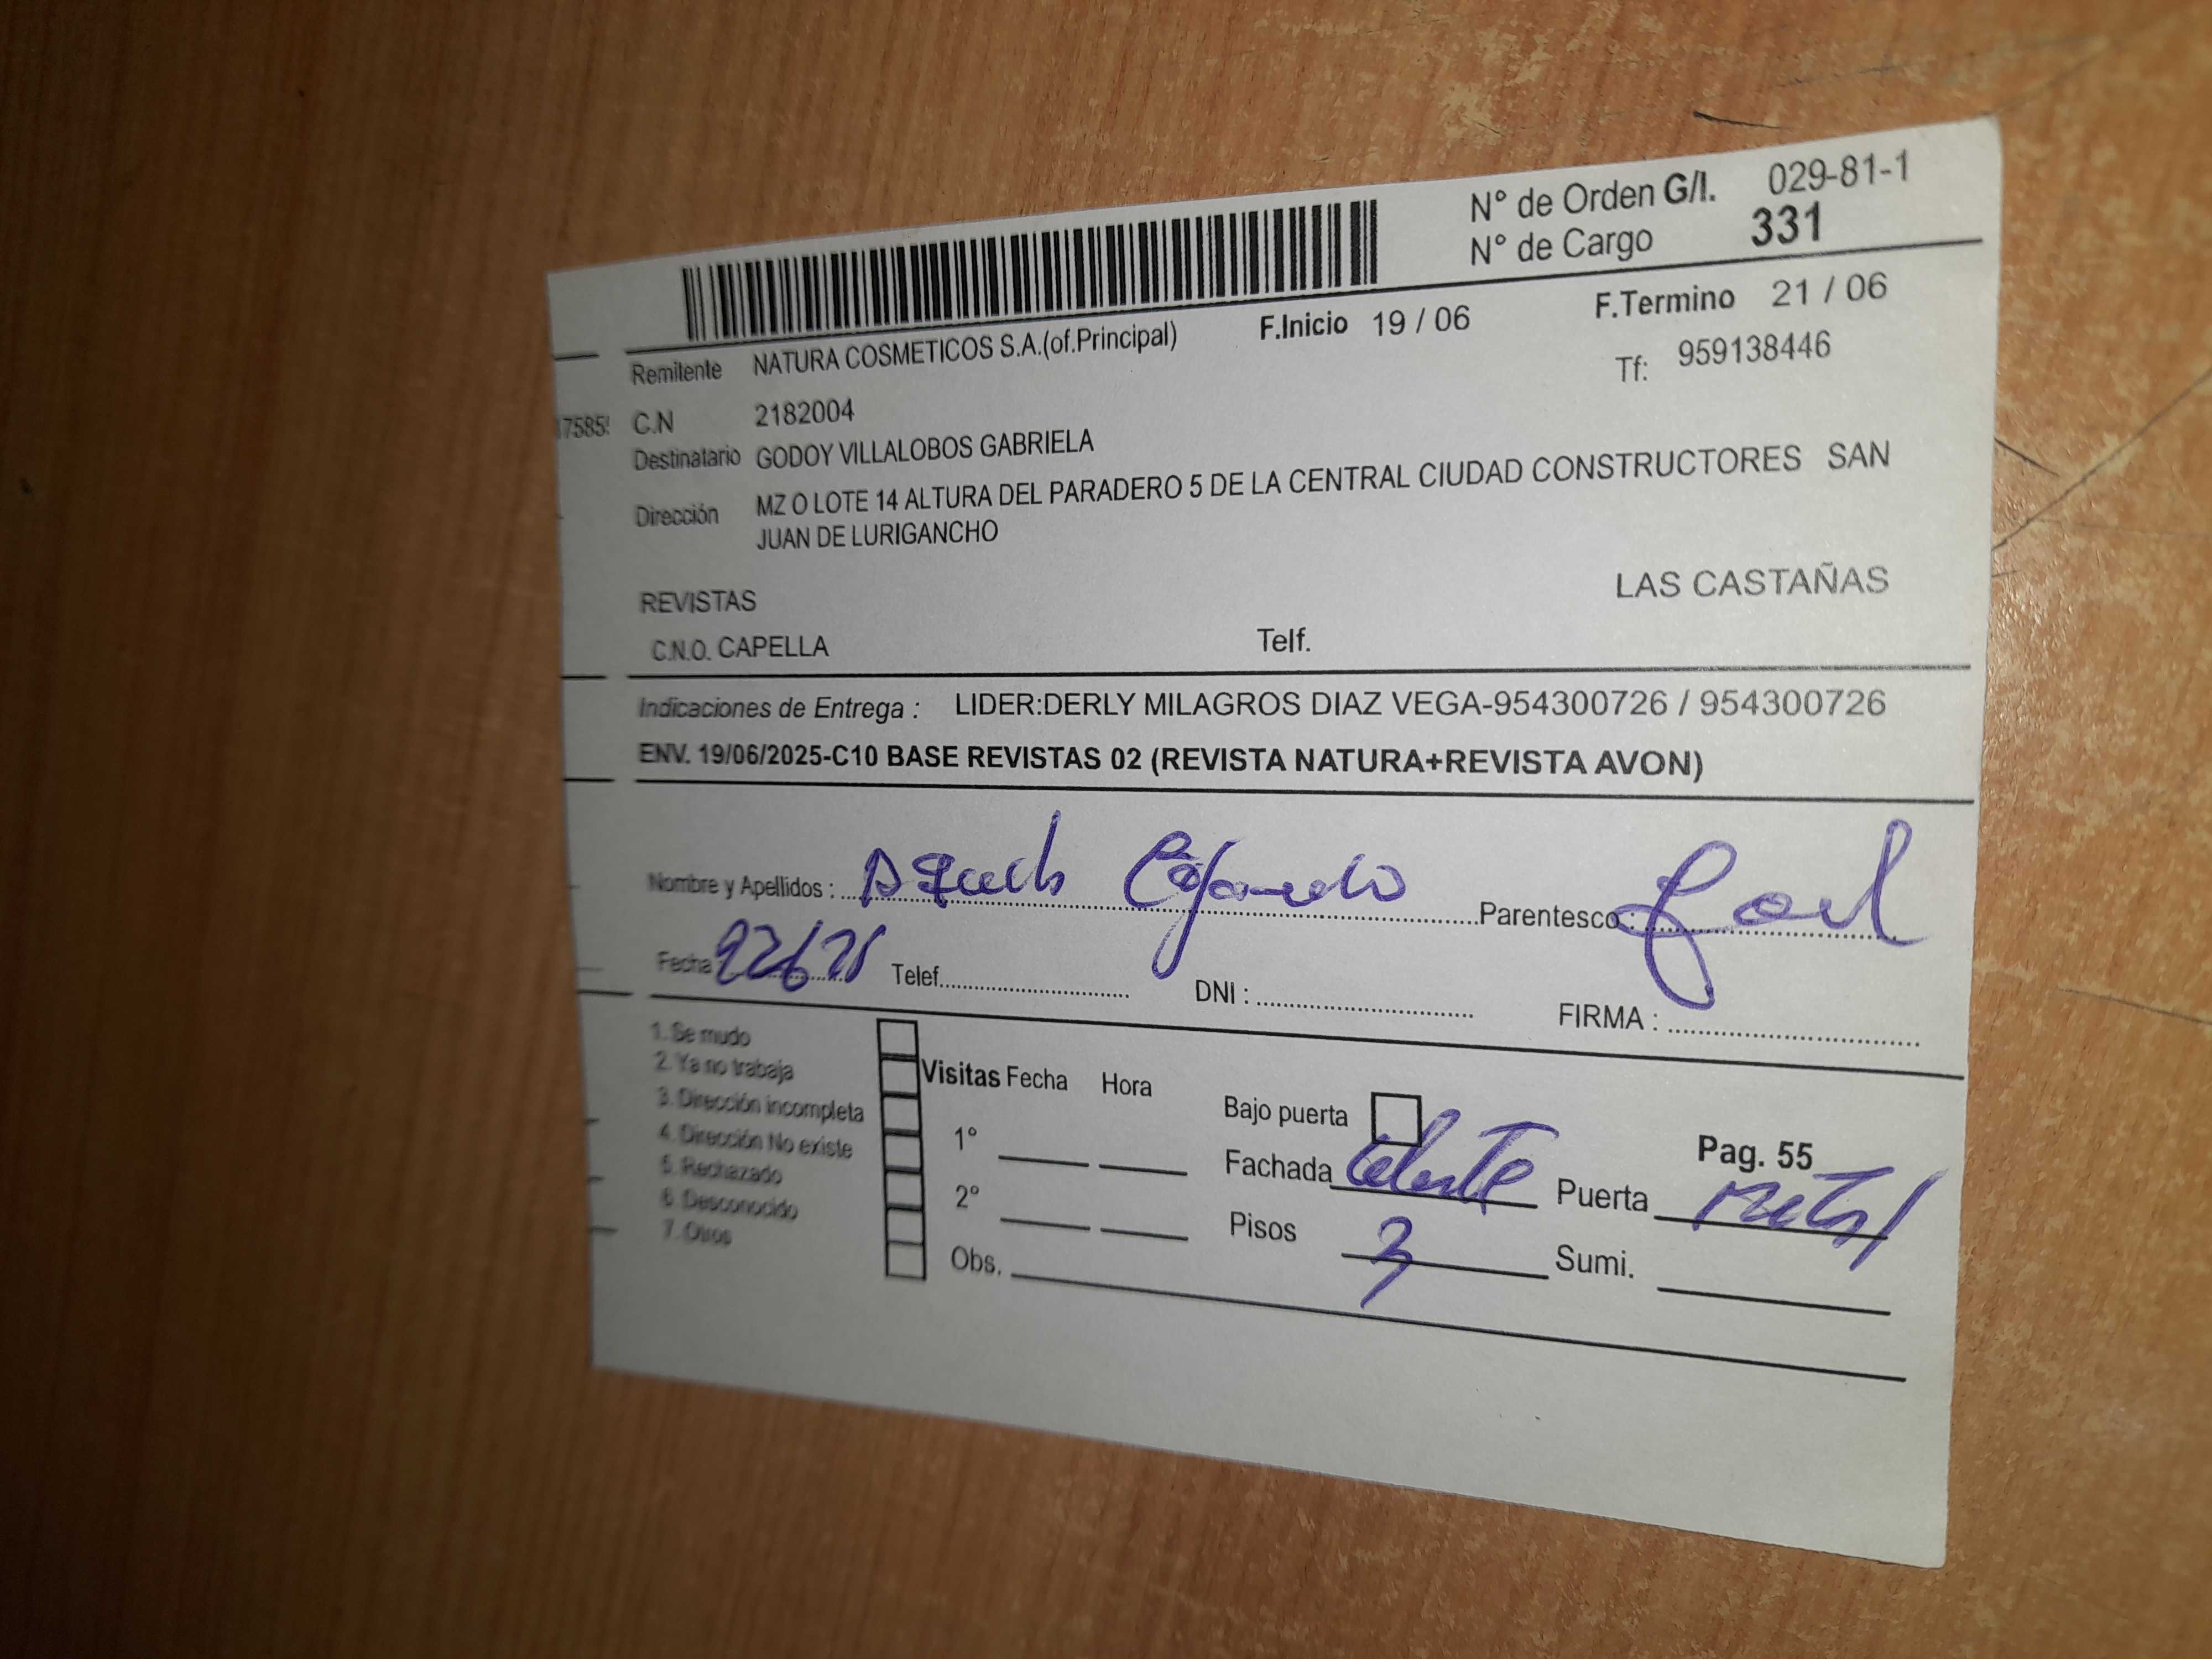 N° de Orden G/I. 029-81-1
N° de Cargo 331
F.Inicio 19 / 06 F.Termino 21 / 06
Remitente NATURA COSMETICOS S.A.(of.Principal) Tf: 959138446
C.N 2182004
Destinatario GODOY VILLALOBOS GABRIELA
Dirección MZ O LOTE 14 ALTURA DEL PARADERO 5 DE LA CENTRAL CIUDAD CONSTRUCTORES SAN
JUAN DE LURIGANCHO
REVISTAS LAS CASTAÑAS
C.N.O. CAPELLA Telf.
Indicaciones de Entrega : LIDER:DERLY MILAGROS DIAZ VEGA-954300726 / 954300726
ENV. 19/06/2025-C10 BASE REVISTAS 02 (REVISTA NATURA+REVISTA AVON)
Nombre y Apellidos : Parentesco :
Fecha Telef. DNI : FIRMA :
1. Se mudo
2. Ya no trabaja
3. Dirección incompleta
4. Dirección No existe
5. Rechazado
6. Desconocido
7. Otros
Visitas Fecha Hora
1°
2°
Obs.
Bajo puerta Pag. 55
Fachada Celeste Puerta Metal
Pisos 3 Sumi.